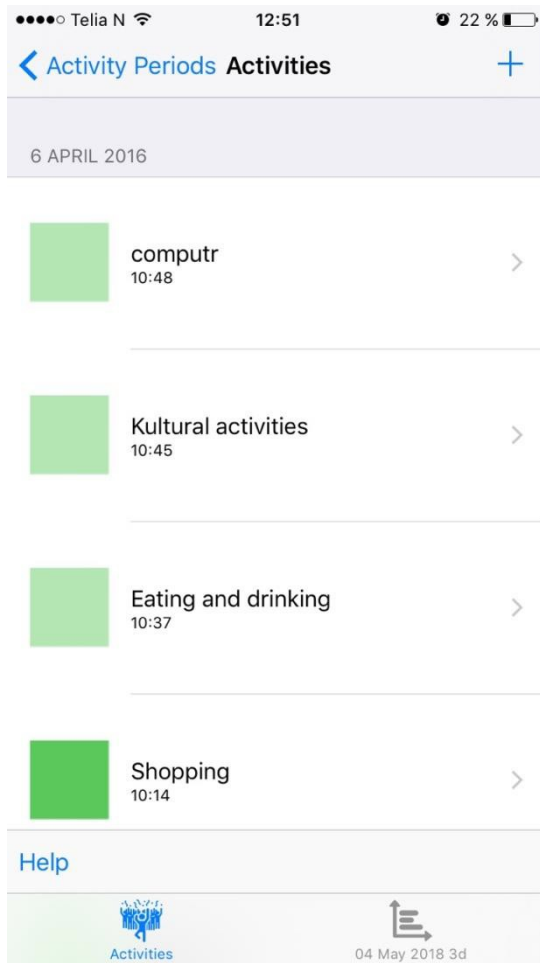 Telia N 12:51 22 %
Activity Periods Activities
6 APRIL 2016
computr
10:48
Kultural activities
10:45
Eating and drinking
10:37
Shopping
10:14
Help
Activities 04 May 2018 3d